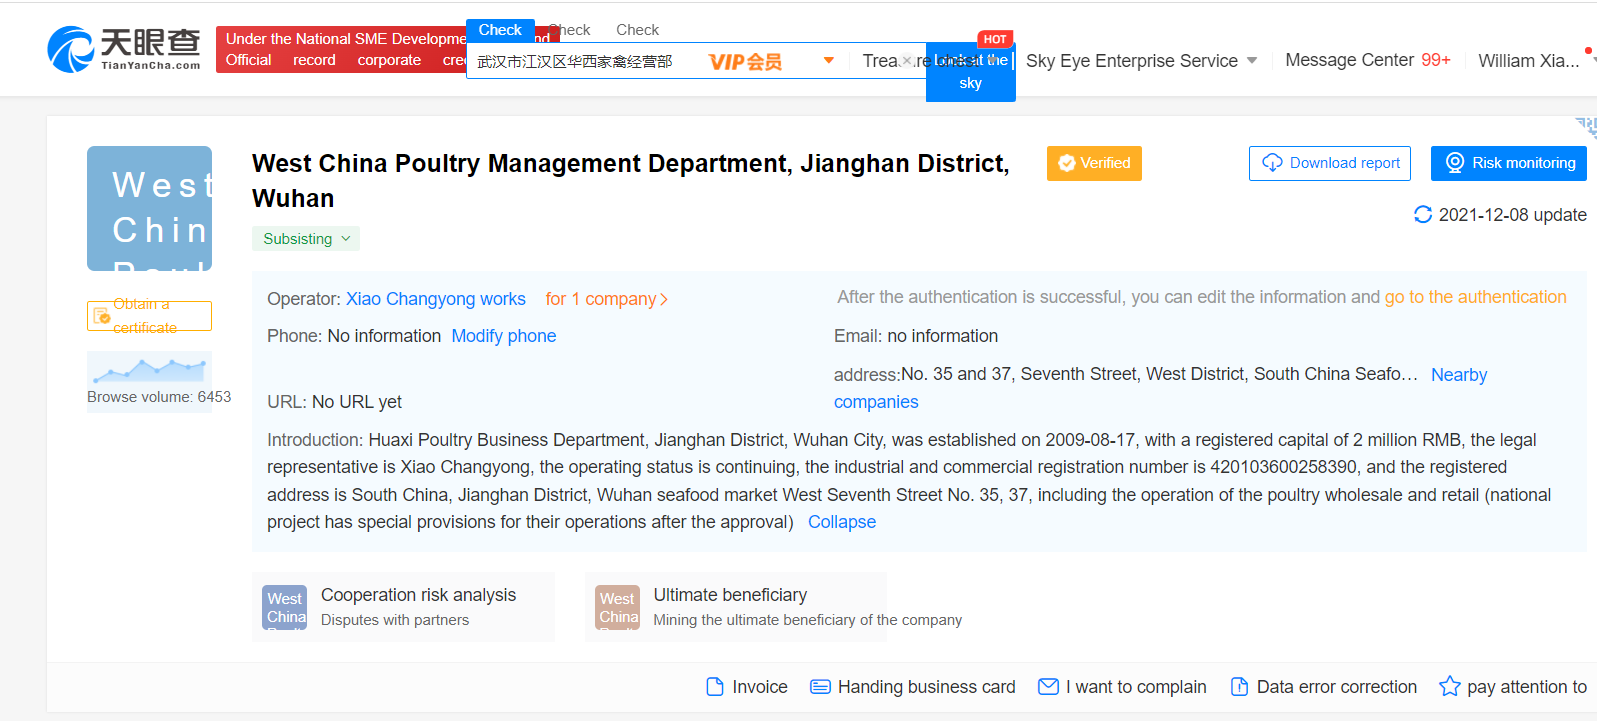 天眼查
TianYanCha.com
Under the National SME Developme nd
Official record corporate cre
Check
Check
Check
武汉市江汉区华西家禽经营部
VIP会员
HOT
Look at the
sky
Sky Eye Enterprise Service
Message Center 99+
William Xia...
West
Chin
West China Poultry Management Department, Jianghan District,
Wuhan
Verified
Download report
Risk monitoring
2021-12-08 update
Subsisting
Obtain a
certificate
Browse volume: 6453
Operator: Xiao Changyong works for 1 company
After the authentication is successful, you can edit the information and go to the authentication
Phone: No information Modify phone
Email: no information
address:No. 35 and 37, Seventh Street, West District, South China Seafo… Nearby
companies
URL: No URL yet
Introduction: Huaxi Poultry Business Department, Jianghan District, Wuhan City, was established on 2009-08-17, with a registered capital of 2 million RMB, the legal
representative is Xiao Changyong, the operating status is continuing, the industrial and commercial registration number is 420103600258390, and the registered
address is South China, Jianghan District, Wuhan seafood market West Seventh Street No. 35, 37, including the operation of the poultry wholesale and retail (national
project has special provisions for their operations after the approval) Collapse
West
China
Cooperation risk analysis
Disputes with partners
West
China
Ultimate beneficiary
Mining the ultimate beneficiary of the company
Invoice
Handing business card
I want to complain
Data error correction
pay attention to